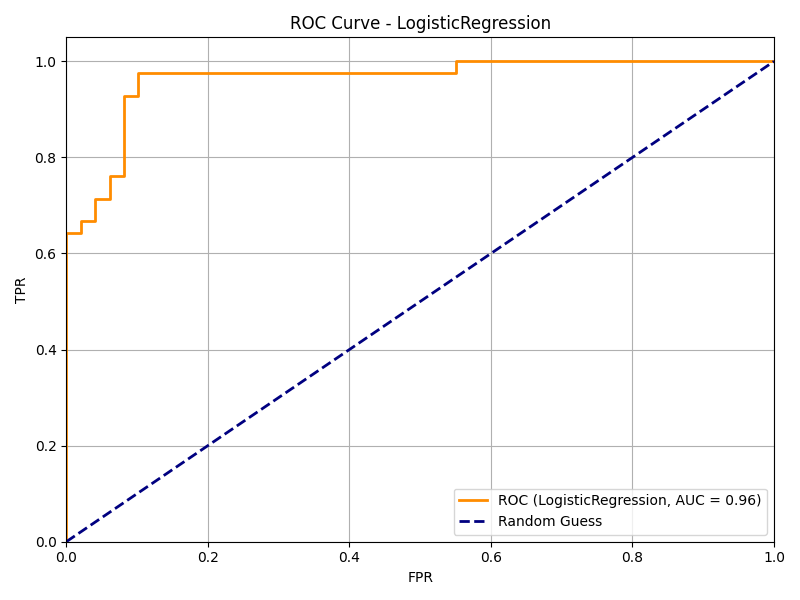 ROC Curve - LogisticRegression
TPR
1.0
0.8
0.6
0.4
0.2
0.0
0.0 0.2 0.4 0.6 0.8 1.0
FPR
ROC (LogisticRegression, AUC = 0.96)
Random Guess